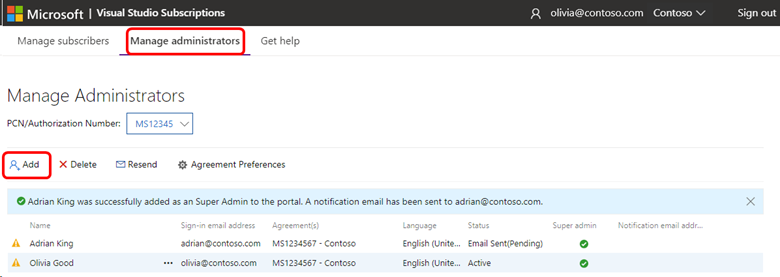 Microsoft Visual Studio Subscriptions olivia@contoso.com Contoso Sign out
Manage subscribers Manage administrators Get help
Manage Administrators
PCN/Authorization Number: MS12345
Add Delete Resend Agreement Preferences
Adrian King was successfully added as an Super Admin to the portal. A notification email has been sent to adrian@contoso.com.
Name Sign-in email address Agreement(s) Language Status Super admin Notification email addr...
Adrian King adrian@contoso.com MS1234567 - Contoso English (Unite... Email Sent(Pending)
Olivia Good ··· olivia@contoso.com MS1234567 - Contoso English (Unite... Active